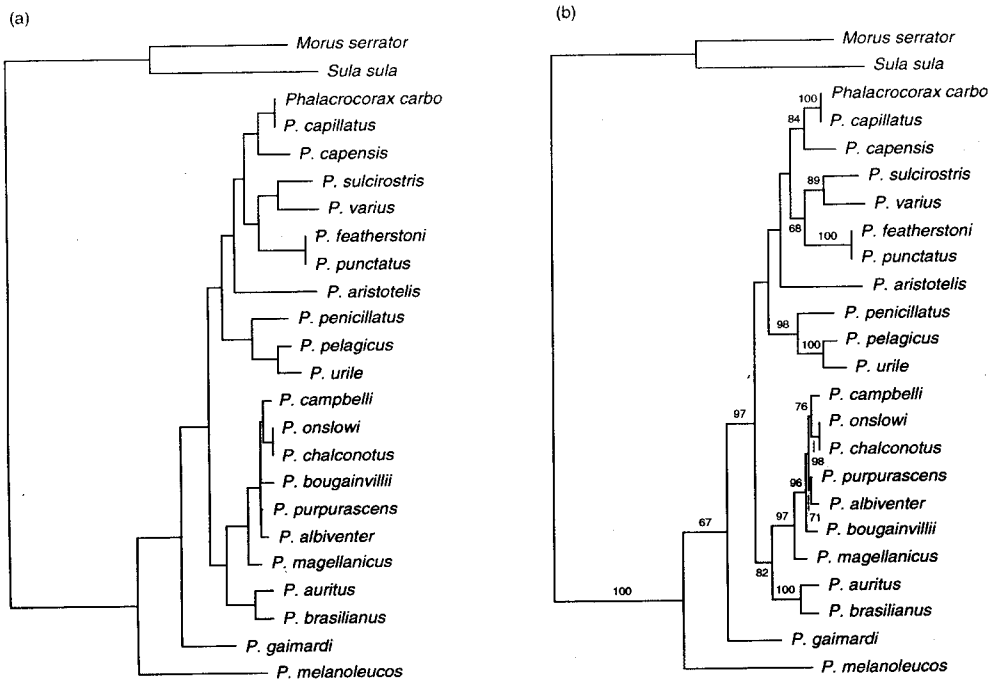 (a)
Morus serrator
Sula sula
Phalacrocorax carbo
P. capillatus
P. capensis
P. sulcirostris
P. varius
P. featherstoni
P. punctatus
P. aristotelis
P. penicillatus
P. pelagicus
P. urile
P. campbelli
P. onslowi
P. chalconotus
P. bougainvillii
P. purpurascens
P. albiventer
P. magellanicus
P. auritus
P. brasilianus
P. gaimardi
P. melanoleucos
(b)
Morus serrator
Sula sula
100 Phalacrocorax carbo
84 P. capillatus
P. capensis
89 P. sulcirostris
P. varius
68 100 P. featherstoni
P. punctatus
P. aristotelis
98 P. penicillatus
100 P. pelagicus
P. urile
76 P. campbelli
97 P. onslowi
98 P. chalconotus
96 P. purpurascens
71 P. albiventer
67 97 P. bougainvillii
82 P. magellanicus
100 P. auritus
100 P. brasilianus
P. gaimardi
P. melanoleucos